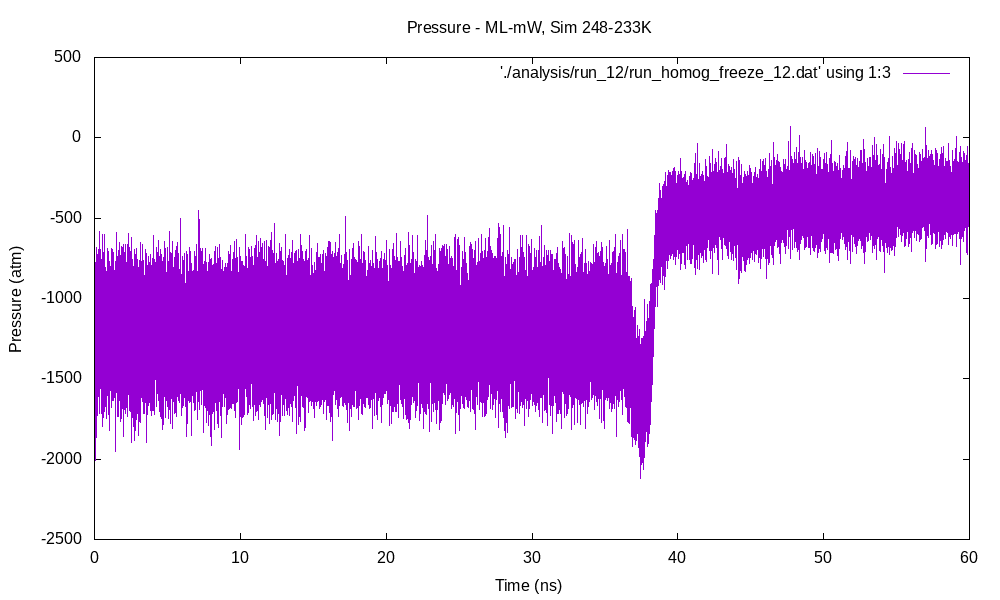 Pressure - ML-mW, Sim 248-233K
'./analysis/run_12/run_homog_freeze_12.dat' using 1:3
500
0
-500
-1000
-1500
-2000
-2500
Pressure (atm)
0 10 20 30 40 50 60
Time (ns)